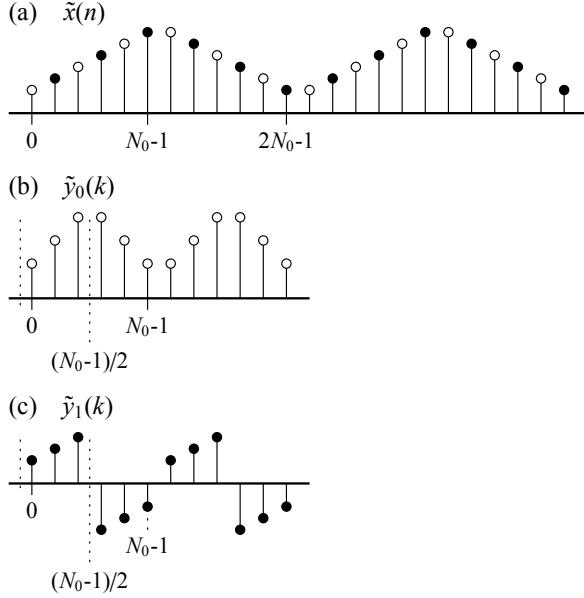 (a) x̃(n)
0 N₀-1 2N₀-1
(b) ỹ₀(k)
0 N₀-1
(N₀-1)/2
(c) ỹ₁(k)
0 N₀-1
(N₀-1)/2